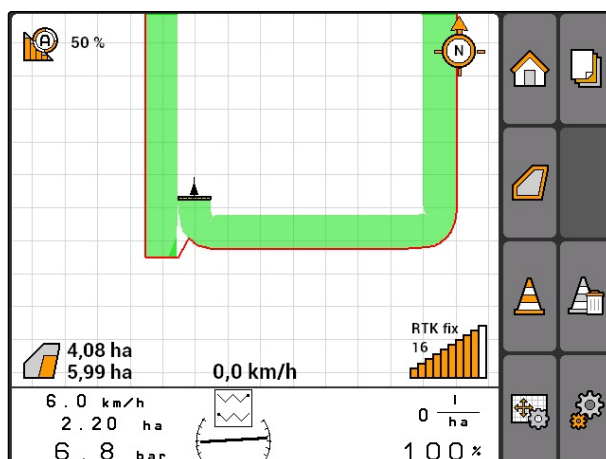 A 50 %
N
RTK fix
16
4,08 ha
5,99 ha
0,0 km/h
6.0 km/h
2.20 ha
6.8 bar
0 l/ha
100%